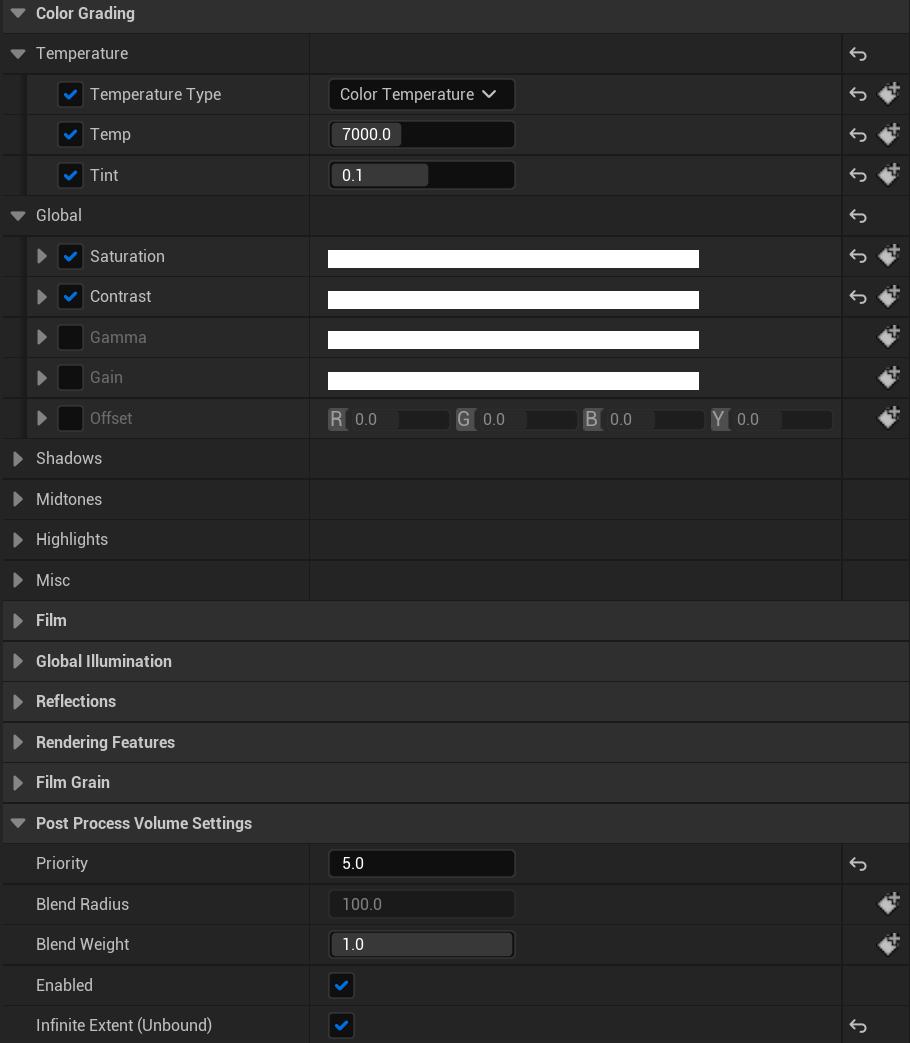 Color Grading
Temperature
Temperature Type Color Temperature
Temp 7000.0
Tint 0.1
Global
Saturation
Contrast
Gamma
Gain
Offset R 0.0 G 0.0 B 0.0 Y 0.0
Shadows
Midtones
Highlights
Misc
Film
Global Illumination
Reflections
Rendering Features
Film Grain
Post Process Volume Settings
Priority 5.0
Blend Radius 100.0
Blend Weight 1.0
Enabled
Infinite Extent (Unbound)